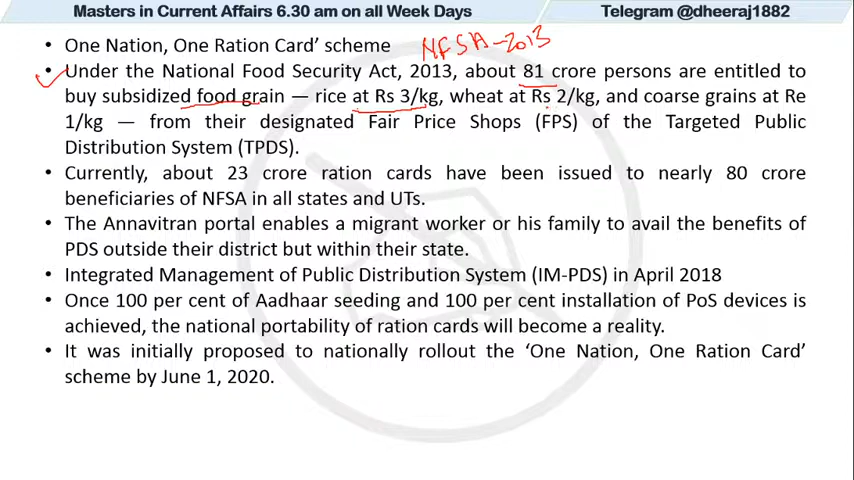 Masters in Current Affairs 6.30 am on all Week Days
Telegram @dheeraj1882
• One Nation, One Ration Card’ scheme
NFSA-2013
• Under the National Food Security Act, 2013, about 81 crore persons are entitled to
buy subsidized food grain — rice at Rs 3/kg, wheat at Rs 2/kg, and coarse grains at Re
1/kg — from their designated Fair Price Shops (FPS) of the Targeted Public
Distribution System (TPDS).
• Currently, about 23 crore ration cards have been issued to nearly 80 crore
beneficiaries of NFSA in all states and UTs.
• The Annavitran portal enables a migrant worker or his family to avail the benefits of
PDS outside their district but within their state.
• Integrated Management of Public Distribution System (IM-PDS) in April 2018
• Once 100 per cent of Aadhaar seeding and 100 per cent installation of PoS devices is
achieved, the national portability of ration cards will become a reality.
• It was initially proposed to nationally rollout the ‘One Nation, One Ration Card’
scheme by June 1, 2020.